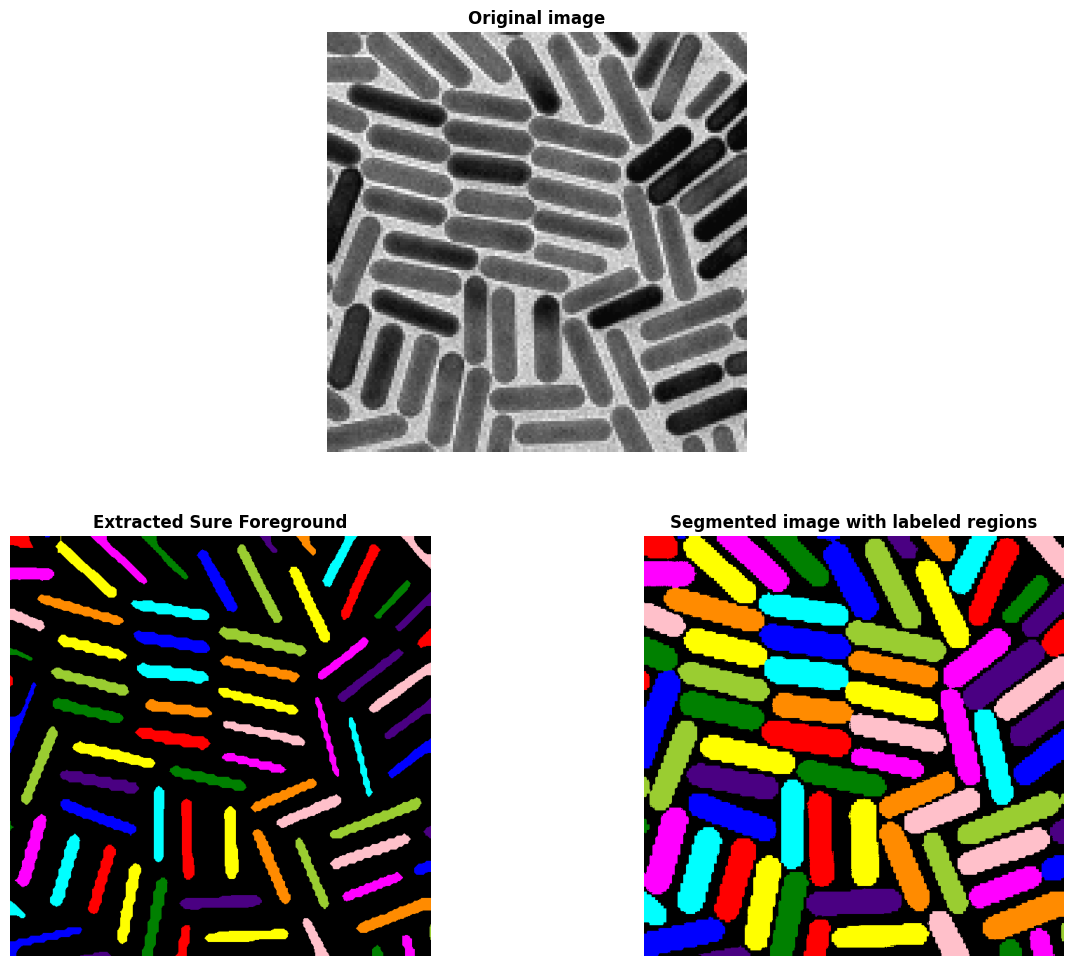 Original image
Extracted Sure Foreground
Segmented image with labeled regions